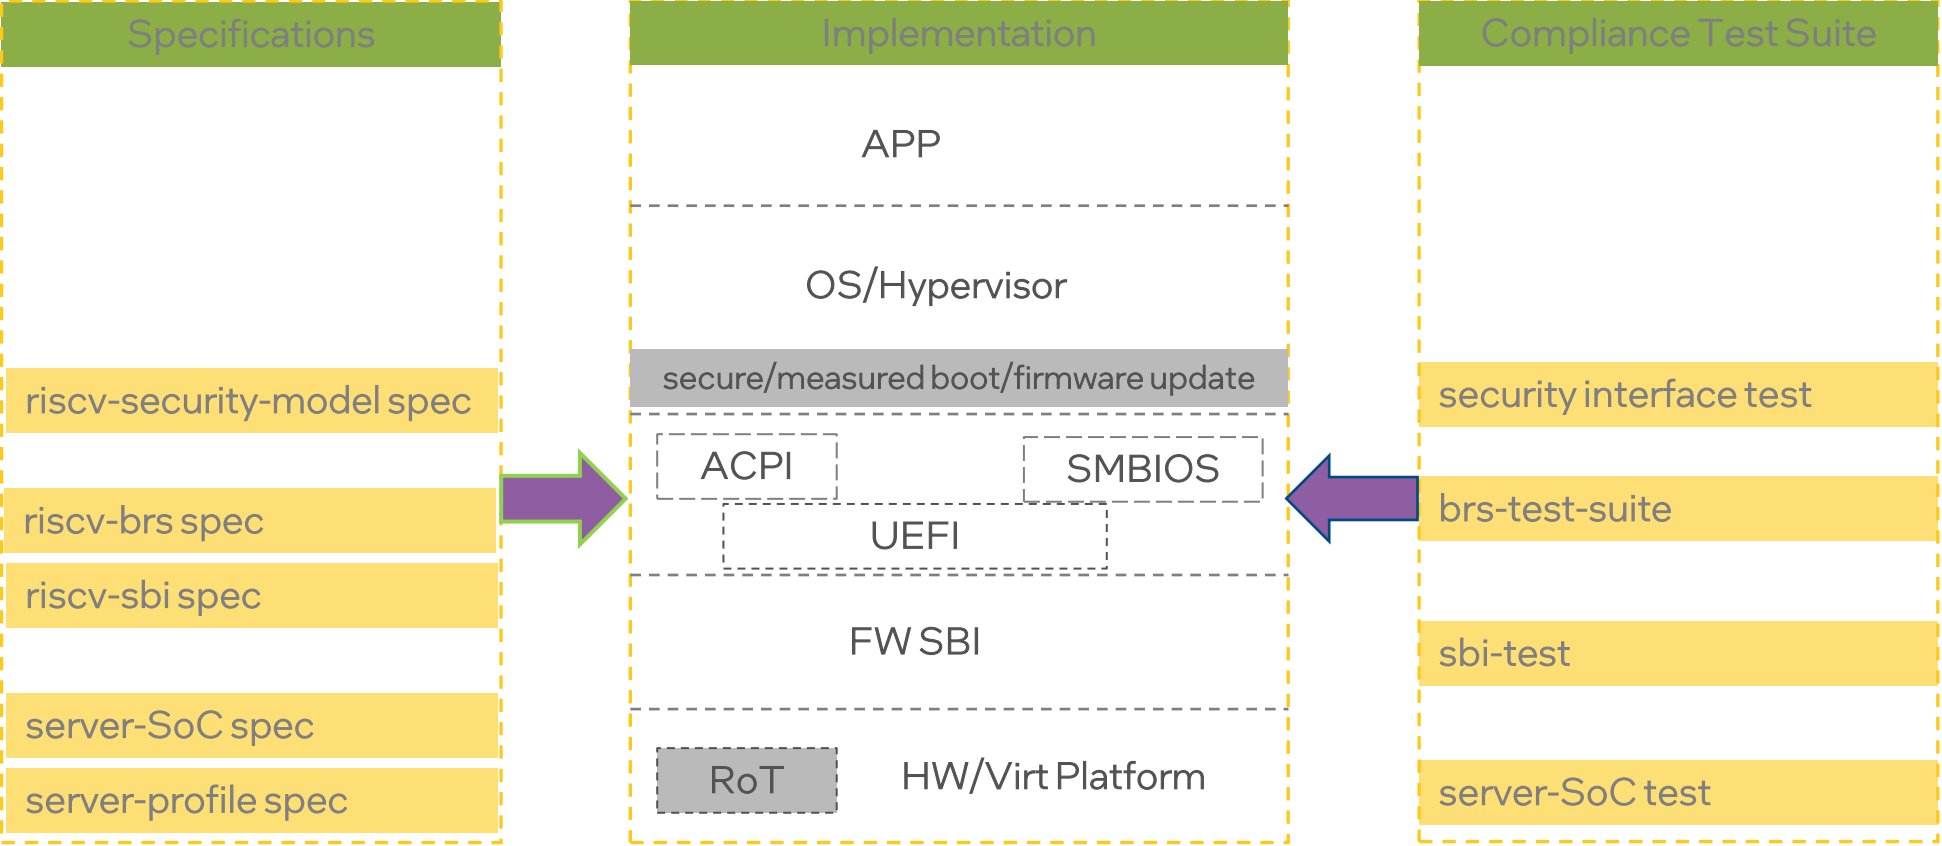 Specifications
riscv-security-model spec
riscv-brs spec
riscv-sbi spec
server-SoC spec
server-profile spec
Implementation
APP
OS/Hypervisor
secure/measured boot/firmware update
ACPI
SMBIOS
UEFI
FW SBI
RoT
HW/Virt Platform
Compliance Test Suite
security interface test
brs-test-suite
sbi-test
server-SoC test